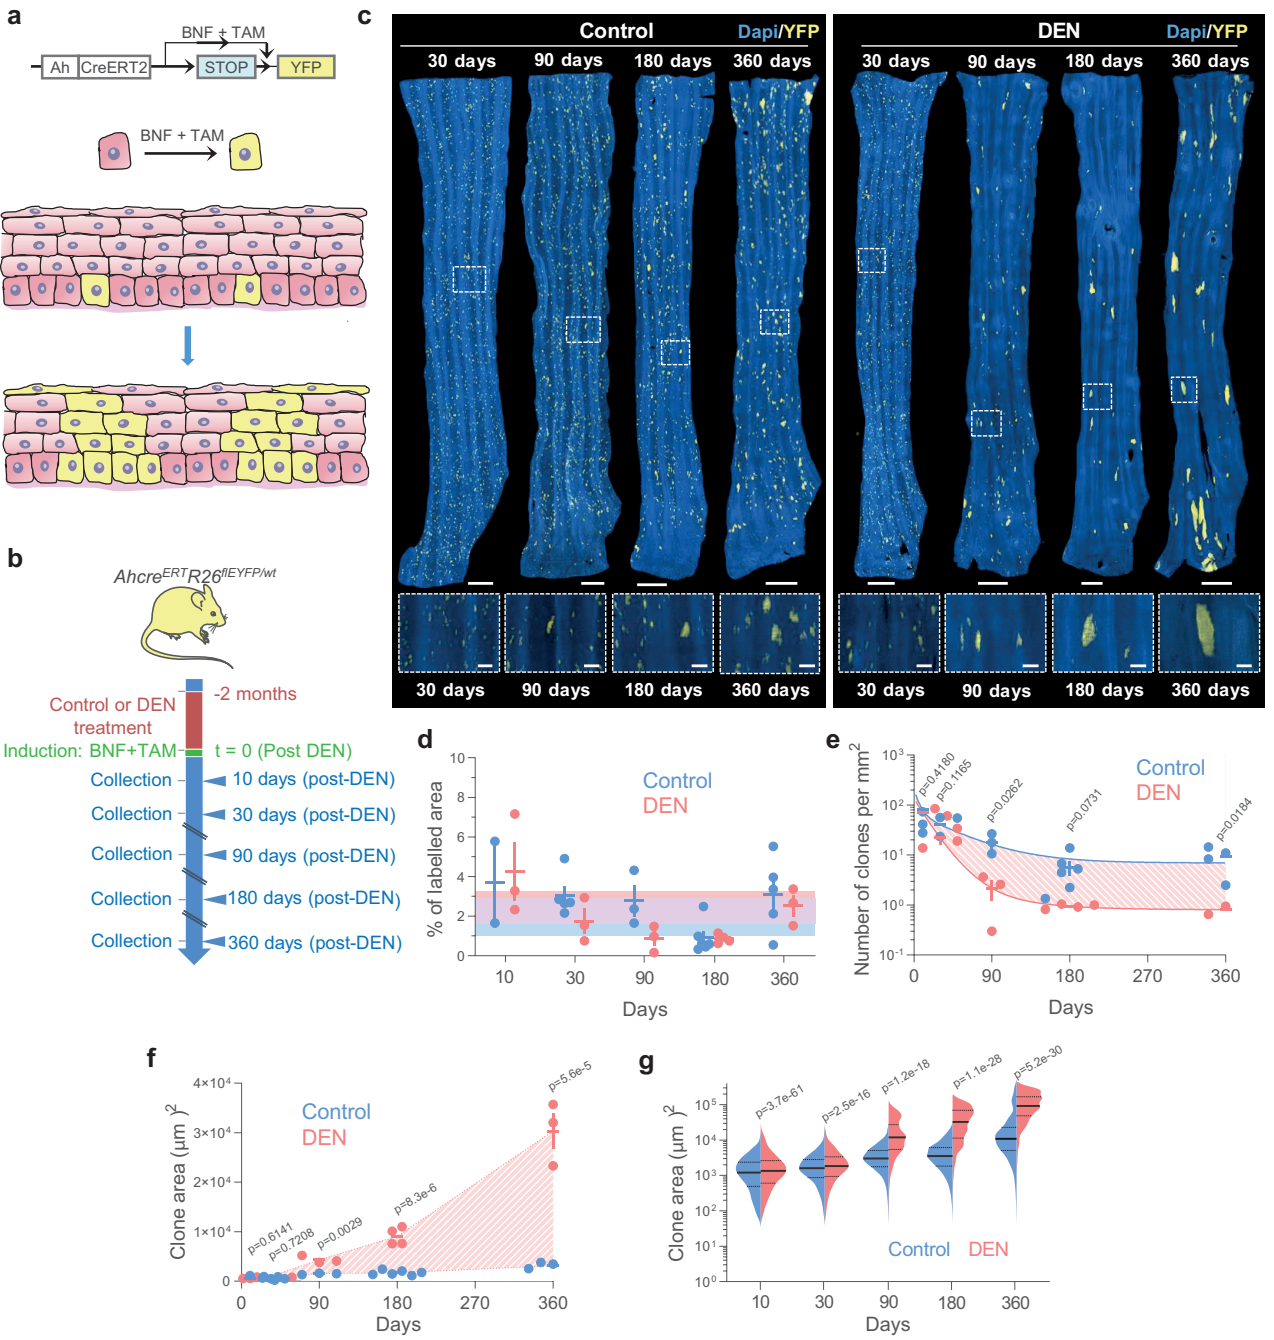 a
BNF + TAM
Ah
CreERT2
STOP
YFP
BNF + TAM
b
Ahcre^ERT R26^flEYFP/wt
-2 months
Control or DEN
treatment
Induction: BNF+TAM
t = 0 (Post DEN)
Collection
10 days (post-DEN)
Collection
30 days (post-DEN)
Collection
90 days (post-DEN)
Collection
180 days (post-DEN)
Collection
360 days (post-DEN)
c
Control
Dapi/YFP
30 days
90 days
180 days
360 days
30 days
90 days
180 days
360 days
DEN
Dapi/YFP
30 days
90 days
180 days
360 days
30 days
90 days
180 days
360 days
d
% of labelled area
10
8
6
4
2
0
Control
DEN
10
30
90
180
360
Days
e
Number of clones per mm²
10³
10²
10¹
10⁰
10⁻¹
p=0.4180
p=0.1165
p=0.0262
p=0.0731
p=0.0184
Control
DEN
0
90
180
270
360
Days
f
Clone area (µm )²
4×10⁴
3×10⁴
2×10⁴
1×10⁴
0
Control
DEN
p=0.6141
p=0.7208
p=0.0029
p=8.3e-6
p=5.6e-5
0
90
180
270
360
Days
g
Clone area (µm )²
10⁵
10⁴
10³
10²
10¹
10⁰
p=3.7e-61
p=2.5e-16
p=1.2e-18
p=1.1e-28
p=5.2e-30
Control
DEN
10
30
90
180
360
Days